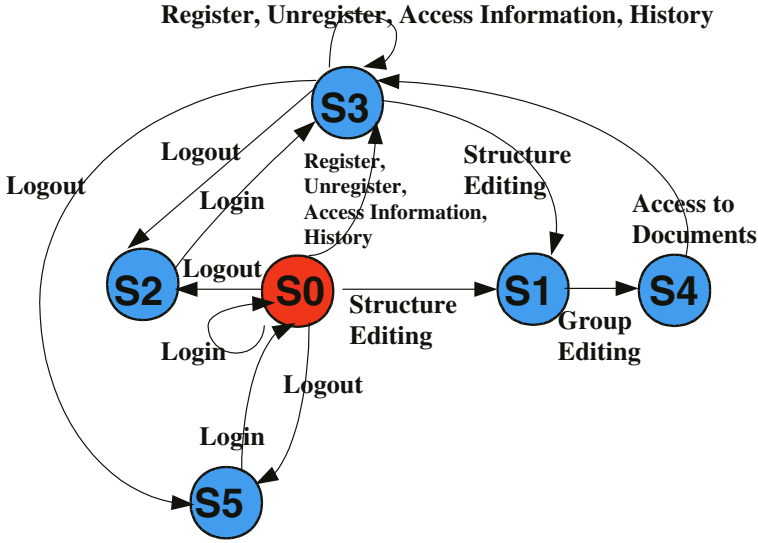 Register, Unregister, Access Information, History
S3
Logout
Structure
Editing
Register,
Unregister,
Access Information,
History
Logout
Login
Access to
Documents
Logout
S2
S0
S1
S4
Structure
Editing
Group
Editing
Login
Logout
Login
S5